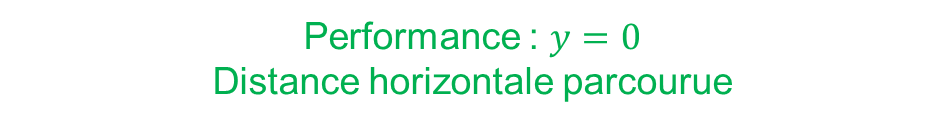 Performance : y = 0
Distance horizontale parcourue